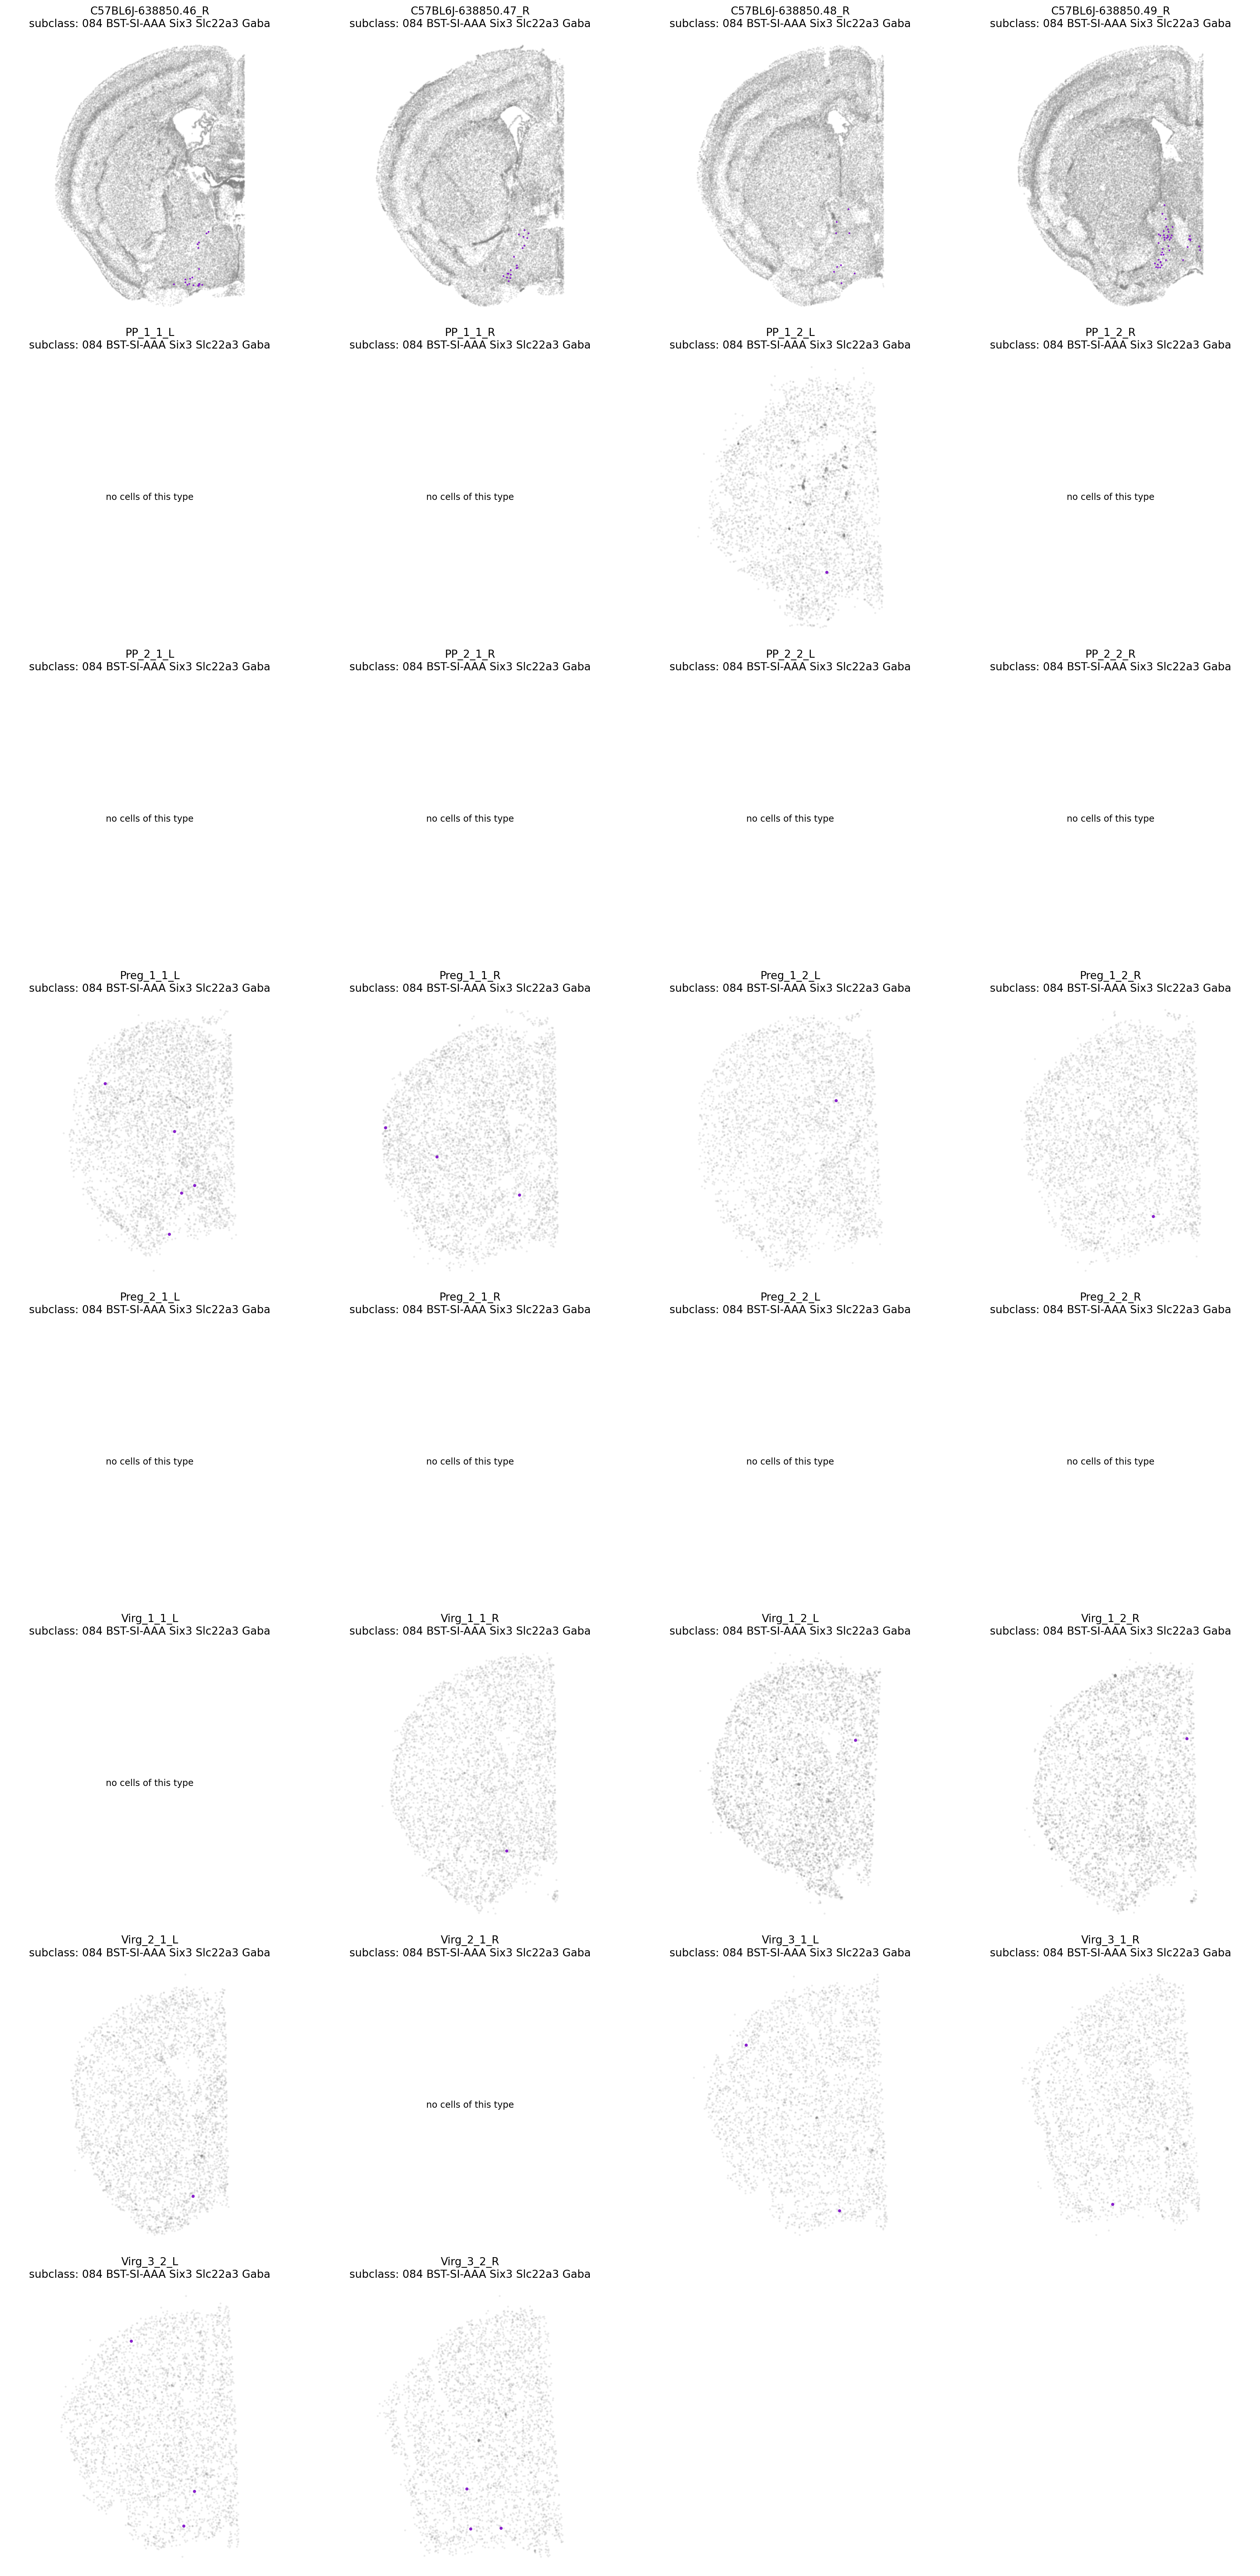 C57BL6J-638850.46_R
subclass: 084 BST-SI-AAA Six3 Slc22a3 Gaba
C57BL6J-638850.47_R
subclass: 084 BST-SI-AAA Six3 Slc22a3 Gaba
C57BL6J-638850.48_R
subclass: 084 BST-SI-AAA Six3 Slc22a3 Gaba
C57BL6J-638850.49_R
subclass: 084 BST-SI-AAA Six3 Slc22a3 Gaba
PP_1_1_L
subclass: 084 BST-SI-AAA Six3 Slc22a3 Gaba
no cells of this type
PP_1_1_R
subclass: 084 BST-SI-AAA Six3 Slc22a3 Gaba
no cells of this type
PP_1_2_L
subclass: 084 BST-SI-AAA Six3 Slc22a3 Gaba
PP_1_2_R
subclass: 084 BST-SI-AAA Six3 Slc22a3 Gaba
no cells of this type
PP_2_1_L
subclass: 084 BST-SI-AAA Six3 Slc22a3 Gaba
no cells of this type
PP_2_1_R
subclass: 084 BST-SI-AAA Six3 Slc22a3 Gaba
no cells of this type
PP_2_2_L
subclass: 084 BST-SI-AAA Six3 Slc22a3 Gaba
no cells of this type
PP_2_2_R
subclass: 084 BST-SI-AAA Six3 Slc22a3 Gaba
no cells of this type
Preg_1_1_L
subclass: 084 BST-SI-AAA Six3 Slc22a3 Gaba
Preg_1_1_R
subclass: 084 BST-SI-AAA Six3 Slc22a3 Gaba
Preg_1_2_L
subclass: 084 BST-SI-AAA Six3 Slc22a3 Gaba
Preg_1_2_R
subclass: 084 BST-SI-AAA Six3 Slc22a3 Gaba
Preg_2_1_L
subclass: 084 BST-SI-AAA Six3 Slc22a3 Gaba
no cells of this type
Preg_2_1_R
subclass: 084 BST-SI-AAA Six3 Slc22a3 Gaba
no cells of this type
Preg_2_2_L
subclass: 084 BST-SI-AAA Six3 Slc22a3 Gaba
no cells of this type
Preg_2_2_R
subclass: 084 BST-SI-AAA Six3 Slc22a3 Gaba
no cells of this type
Virg_1_1_L
subclass: 084 BST-SI-AAA Six3 Slc22a3 Gaba
no cells of this type
Virg_1_1_R
subclass: 084 BST-SI-AAA Six3 Slc22a3 Gaba
Virg_1_2_L
subclass: 084 BST-SI-AAA Six3 Slc22a3 Gaba
Virg_1_2_R
subclass: 084 BST-SI-AAA Six3 Slc22a3 Gaba
Virg_2_1_L
subclass: 084 BST-SI-AAA Six3 Slc22a3 Gaba
Virg_2_1_R
subclass: 084 BST-SI-AAA Six3 Slc22a3 Gaba
no cells of this type
Virg_3_1_L
subclass: 084 BST-SI-AAA Six3 Slc22a3 Gaba
Virg_3_1_R
subclass: 084 BST-SI-AAA Six3 Slc22a3 Gaba
Virg_3_2_L
subclass: 084 BST-SI-AAA Six3 Slc22a3 Gaba
Virg_3_2_R
subclass: 084 BST-SI-AAA Six3 Slc22a3 Gaba